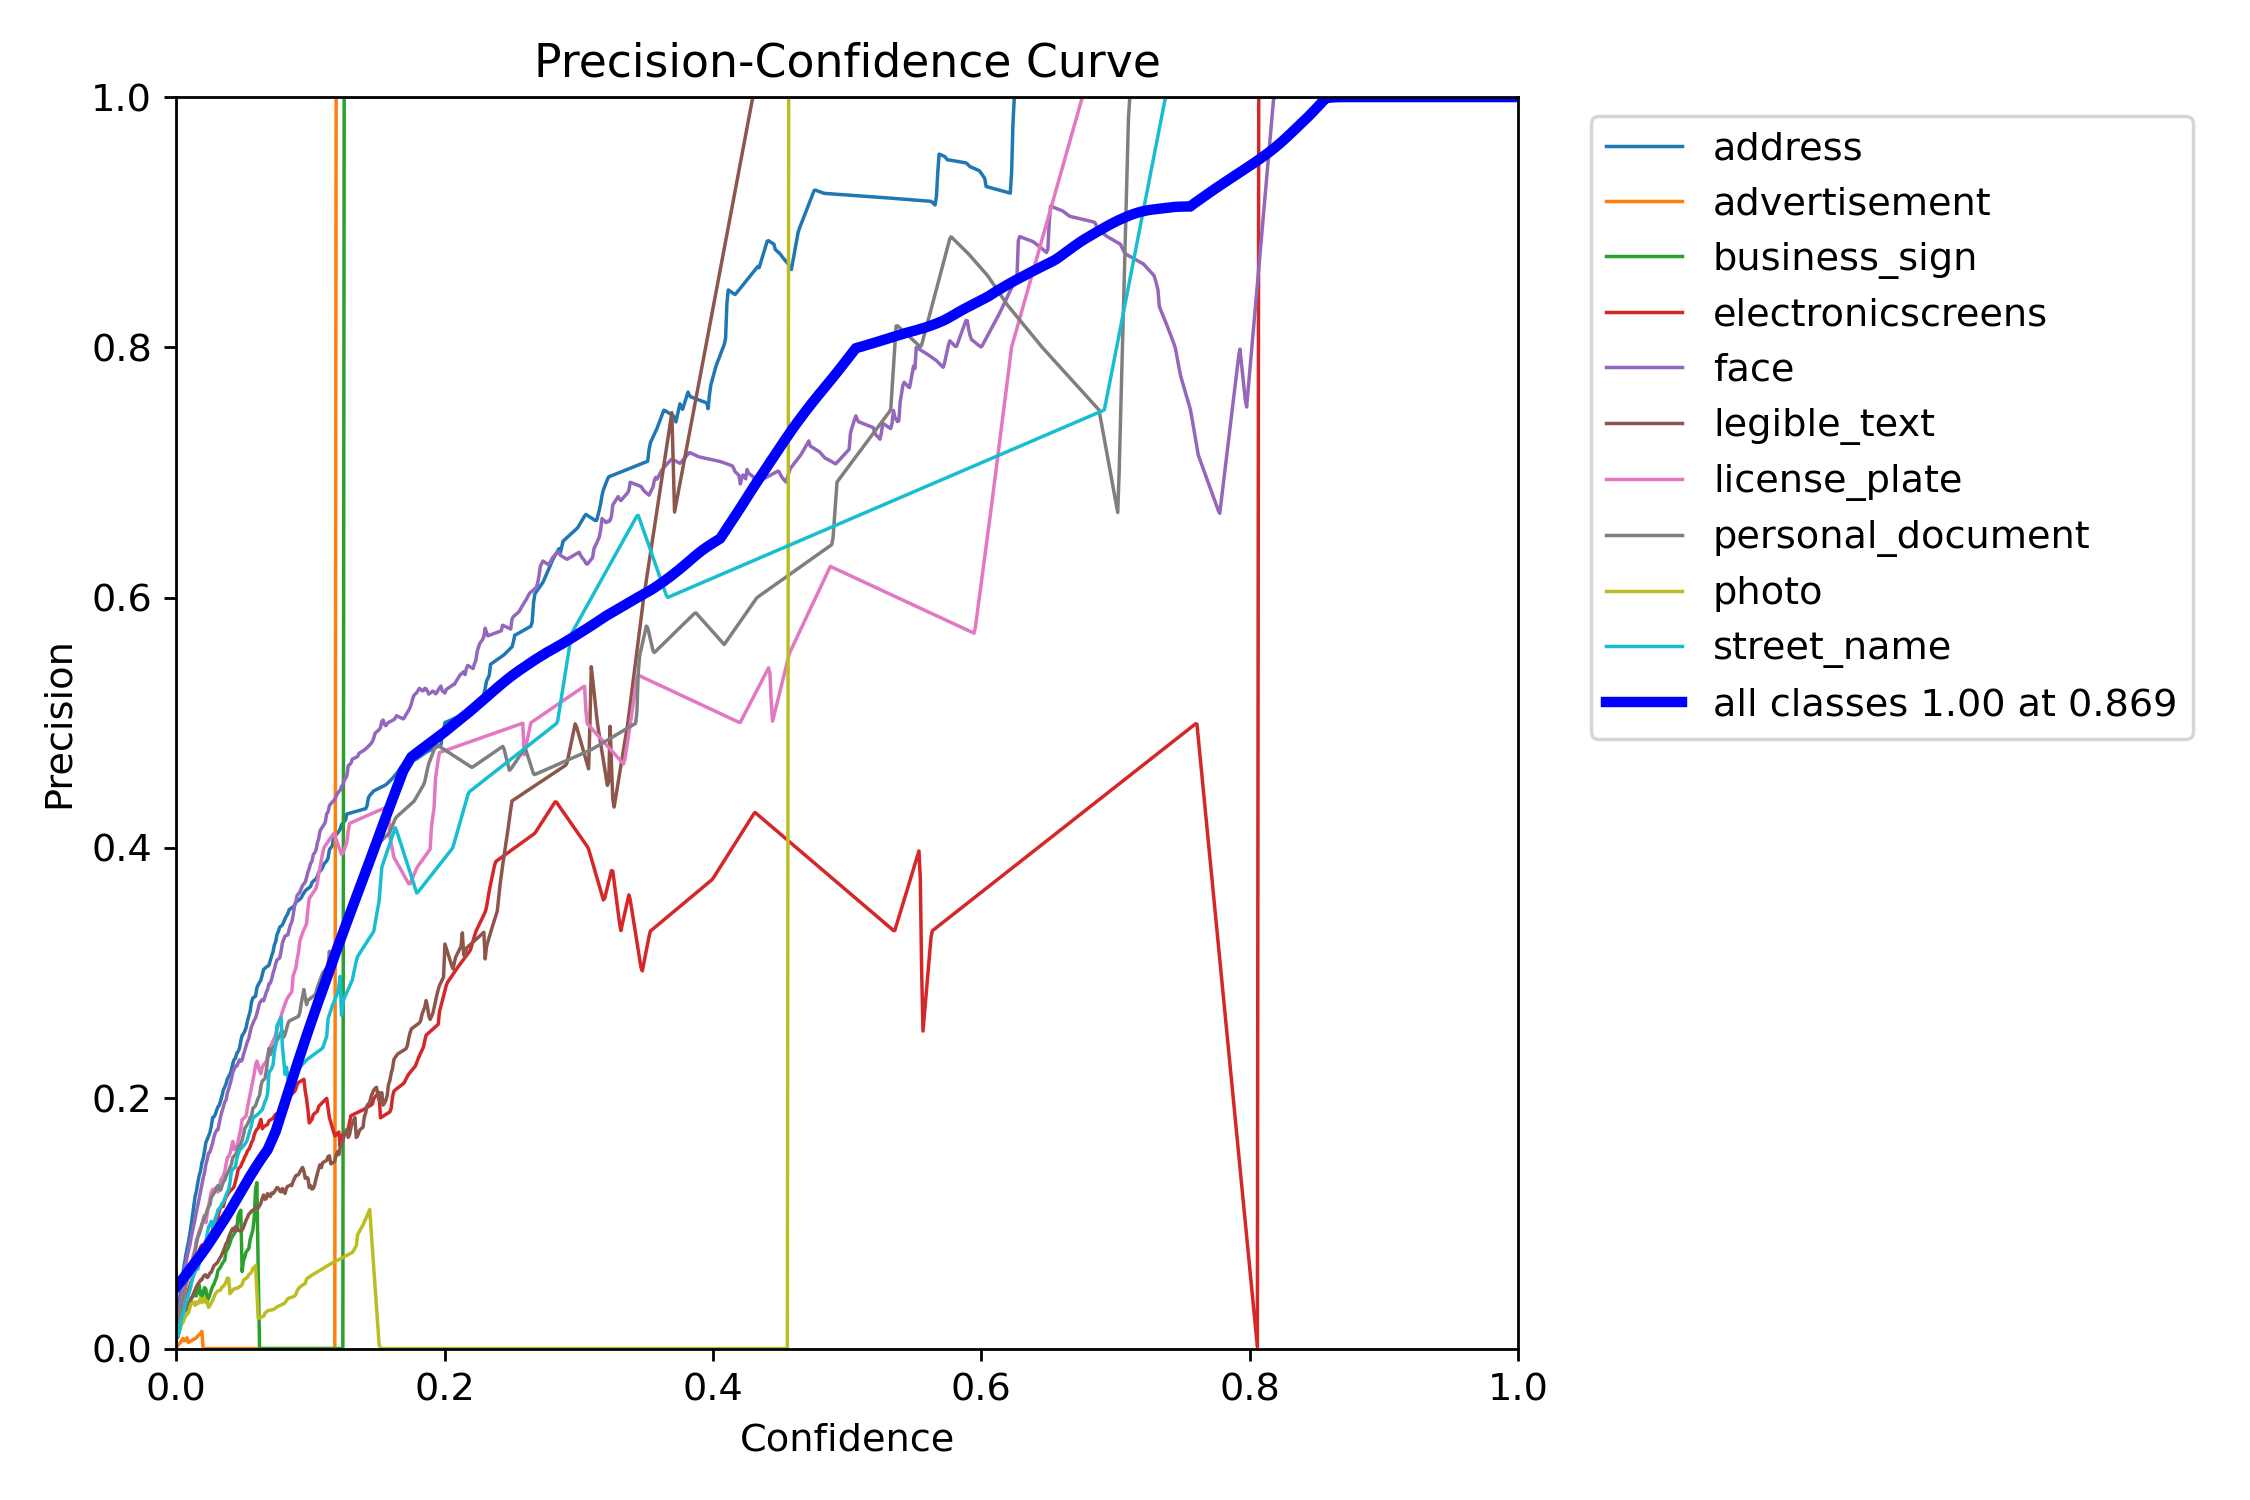 Precision-Confidence Curve
1.0
0.8
0.6
0.4
0.2
0.0
Precision
0.0 0.2 0.4 0.6 0.8 1.0
Confidence
address
advertisement
business_sign
electronicscreens
face
legible_text
license_plate
personal_document
photo
street_name
all classes 1.00 at 0.869